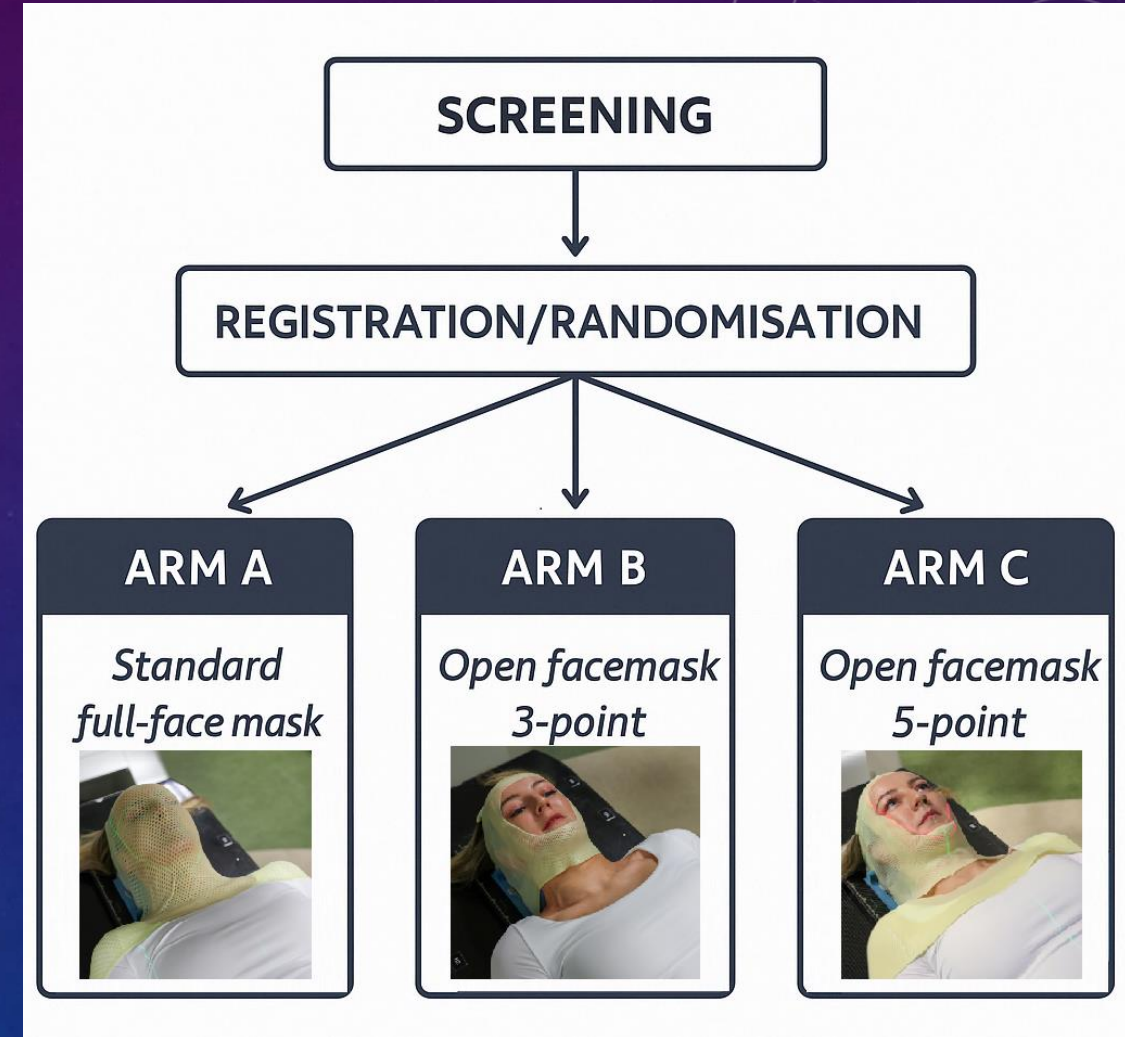 SCREENING
REGISTRATION/RANDOMISATION
ARM A
Standard
full-face mask
ARM B
Open facemask
3-point
ARM C
Open facemask
5-point